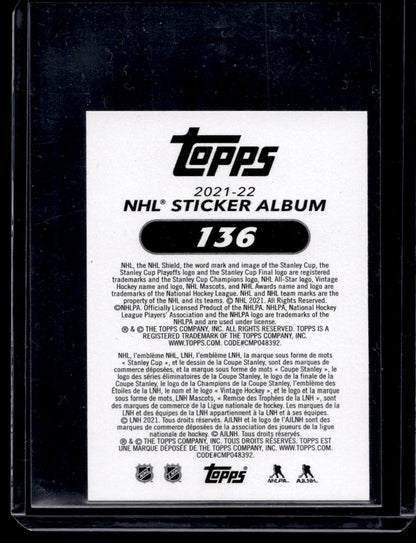 Topps
2021-22
NHL® STICKER ALBUM
136
NHL, the NHL Shield, the word mark and image of the Stanley Cup, the
Stanley Cup Playoffs logo and the Stanley Cup Final logo are registered
trademarks and the Stanley Cup Champions logo, NHL All-Star logo, Vintage
Hockey name and logo, NHL Mascots, and NHL Awards name and logo are
trademarks of the National Hockey League. NHL and NHL team marks are the
property of the NHL and its teams. © NHL 2021. All Rights Reserved.
©NHLPA. Officially Licensed Product of the NHLPA. NHLPA, National Hockey
League Players' Association and the NHLPA logo are trademarks of the
NHLPA and are used under license.
® & © THE TOPPS COMPANY, INC. ALL RIGHTS RESERVED. TOPPS IS A
REGISTERED TRADEMARK OF THE TOPPS COMPANY, INC.
WWW.TOPPS.COM. CODE#CMP048392.
NHL, l'emblème NHL, LNH, l'emblème LNH, la marque sous forme de mots
« Stanley Cup », et le dessin de la Coupe Stanley, sont des marques de
commerce déposées, et la marque sous forme de mots « Coupe Stanley », le
logo des séries éliminatoires de la Coupe Stanley, le logo de la finale de la
Coupe Stanley, le logo de la Champions de la Coupe Stanley, l'emblème des
Étoiles de la LNH, le nom et le logo « Vintage Hockey », et le logo et la marque
sous forme de mots, LNH Mascots, « Remise des Trophées de la LNH », sont
des marques de commerce de la Ligue nationale de hockey. Les marques de la
LNH et des équipes de la LNH appartiennent à la LNH et à ses équipes.
© LNH 2021. Tous droits réservés. AJLNH et le logo de l'AJLNH sont des
marques de commerce déposées de la association des joueurs de la ligue
nationale de hockey. © AJLNH. Tous droits réservés.
® & © THE TOPPS COMPANY, INC. TOUS DROITS RESERVÉS. TOPPS EST
UNE MARQUE DÉPOSÉE DE THE TOPPS COMPANY, INC. WWW.TOPPS.COM.
CODE#CMP048392.
NHL NHL Topps NHLPA. AJLNH.